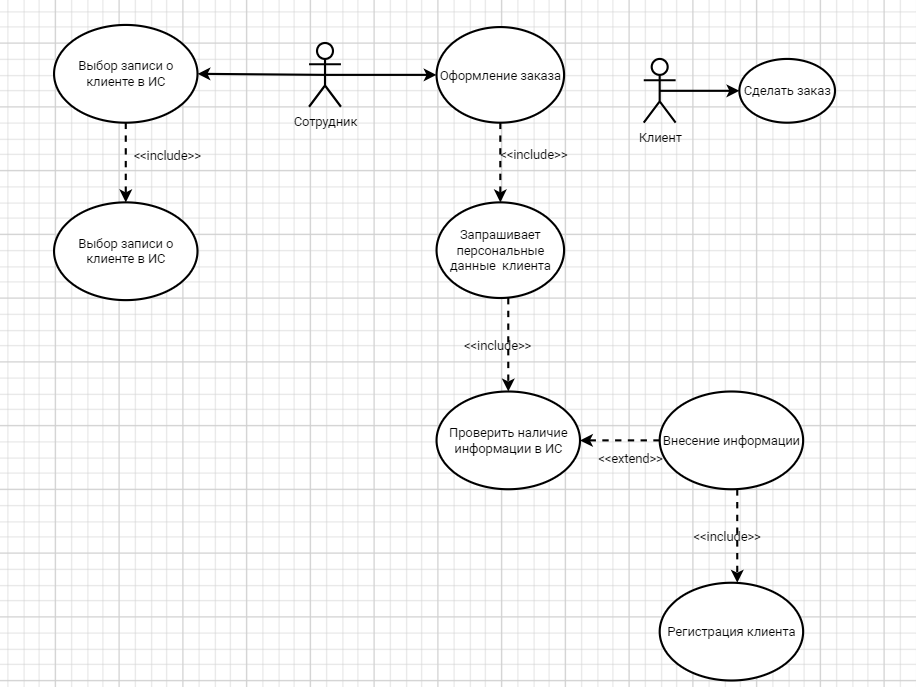 Выбор записи о
клиенте в ИС
Сотрудник
Оформление заказа
Клиент
Сделать заказ
<<include>>
<<include>>
Выбор записи о
клиенте в ИС
Запрашивает
персональные
данные клиента
<<include>>
Проверить наличие
информации в ИС
<<extend>>
Внесение информации
<<include>>
Регистрация клиента